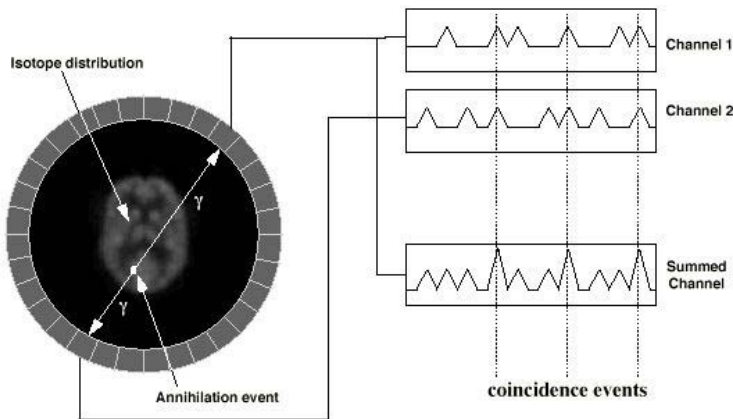 Isotope distribution
γ
γ
Annihilation event
Channel 1
Channel 2
Summed
Channel
coincidence events